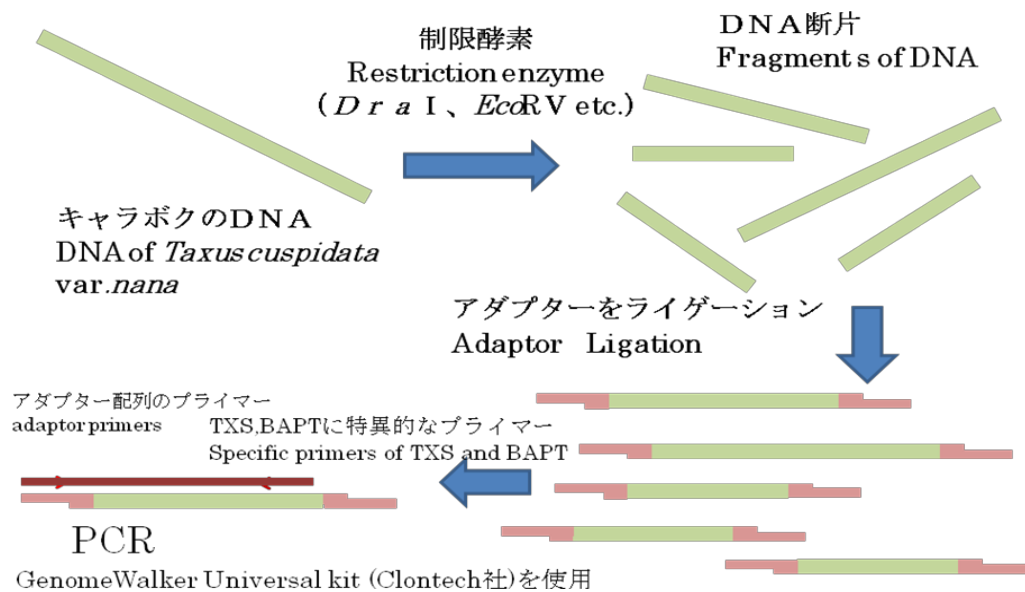 制限酵素
Restriction enzyme
(ＤｒａⅠ、EcoRV etc.)
DNA断片
Fragments of DNA
キャラボクのＤＮＡ
DNA of Taxus cuspidata
var.nana
アダプターをライゲーション
Adaptor Ligation
アダプター配列のプライマー
adaptor primers
TXS,BAPTに特異的なプライマー
Specific primers of TXS and BAPT
PCR
GenomeWalker Universal kit (Clontech社)を使用